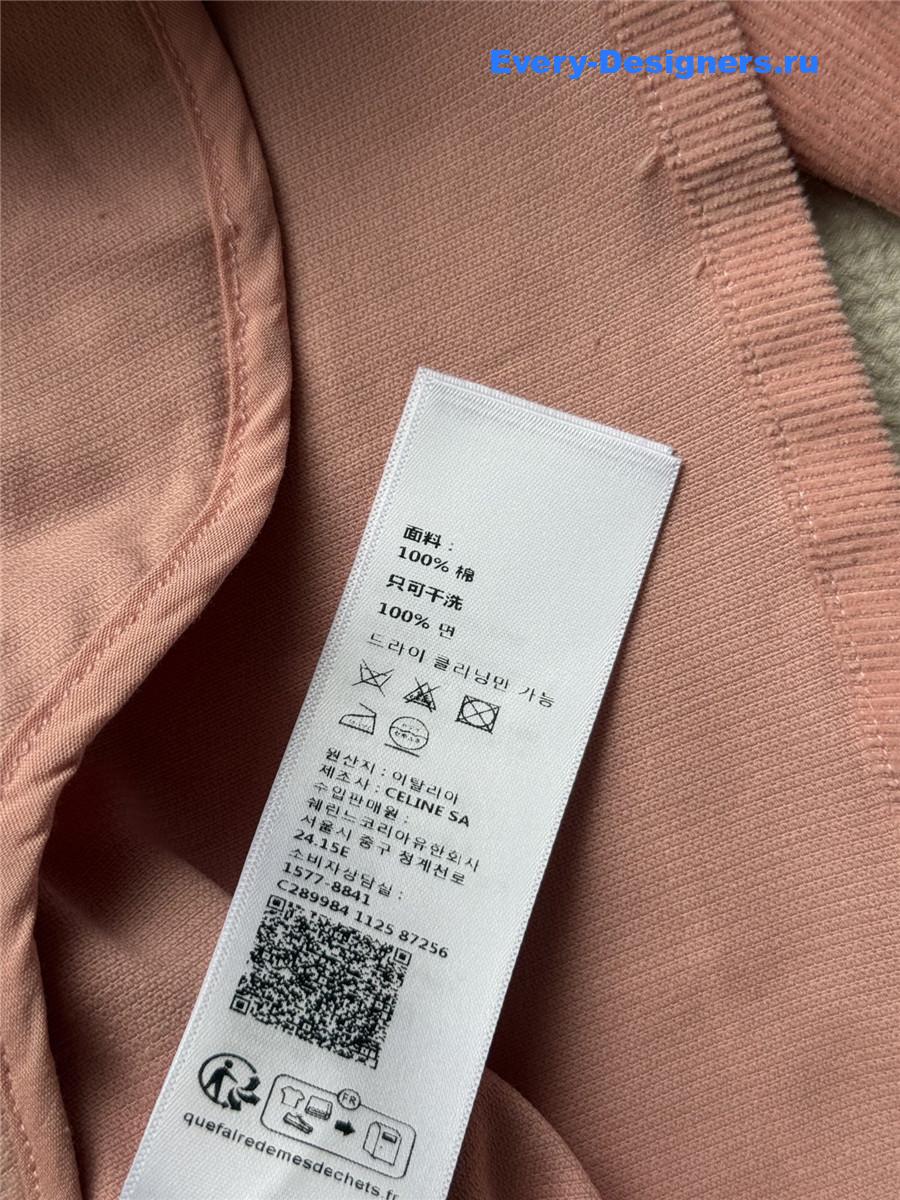 Every-Designers.ru
面料：
100% 棉
只可干洗
100% 면
드라이 클리닝만 가능
원산지 : 이탈리아
제조사 : CELINE SA
수입판매원 :
쉐린느코리아유한회사
서울시 중구 청계천로
24.15E
소비자상담실 :
1577-8841
C289984 1125 87256
FR
quefairedemesdechets.fr